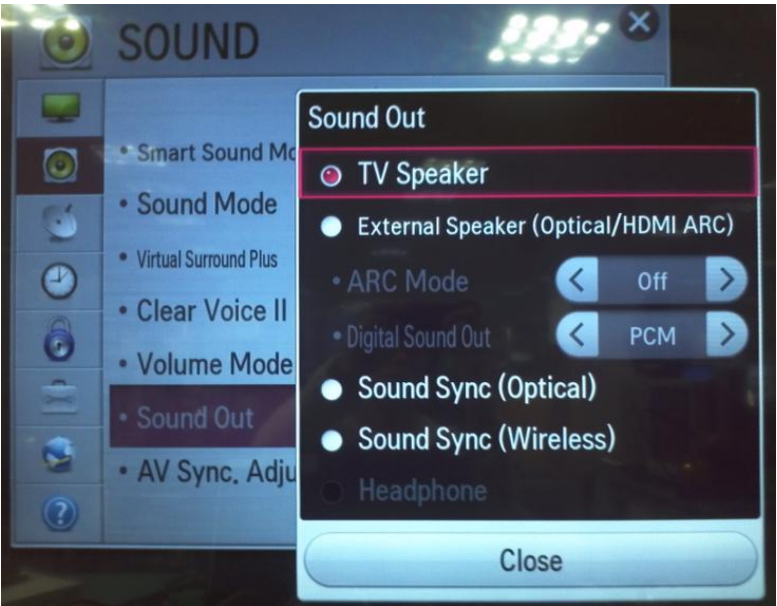 SOUND
• Smart Sound Mo
• Sound Mode
• Virtual Surround Plus
• Clear Voice II
• Volume Mode
• Sound Out
• AV Sync. Adju
Sound Out
TV Speaker
External Speaker (Optical/HDMI ARC)
• ARC Mode < Off >
• Digital Sound Out < PCM >
Sound Sync (Optical)
Sound Sync (Wireless)
Headphone
Close